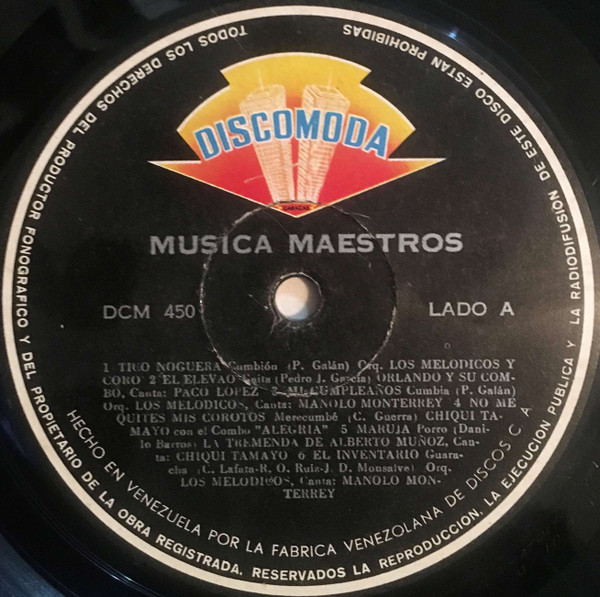 DISCOMODA
CARACAS
MUSICA MAESTROS
DCM 450
LADO A
1 TICO NOGUERA Cumbión (P. Galán) Orq. LOS MELODICOS Y
CORO 2 EL ELEVAO Gaita (Pedro J. García) ORLANDO Y SU COM-
BO, Canta: PACO LOPEZ 3 MI CUMPLEAÑOS Cumbia (P. Galán)
Orq. LOS MELODICOS, Canta: MANOLO MONTERREY 4 NO ME
QUITES MIS COROTOS Merecumbé (C. Guerra) CHIQUI TA-
MAYO con el Combo "ALEGRIA" 5 MARUJA Porro (Dani-
lo Barros) LA TREMENDA DE ALBERTO MUÑOZ, Can-
ta: CHIQUI TAMAYO 6 EL INVENTARIO Guara-
cha (C. Lafata-R. O. Ruiz-J. D. Monsalve) Orq.
LOS MELODICOS, Canta: MANOLO MON-
TERREY
HECHO EN VENEZUELA POR LA FABRICA VENEZOLANA DE DISCOS C A
TODOS LOS DERECHOS DEL PRODUCTOR FONOGRAFICO Y DEL PROPIETARIO DE LA OBRA REGISTRADA. RESERVADOS LA REPRODUCCION, LA EJECUCION PUBLICA Y LA RADIODIFUSION DE ESTE DISCO ESTAN PROHIBIDAS